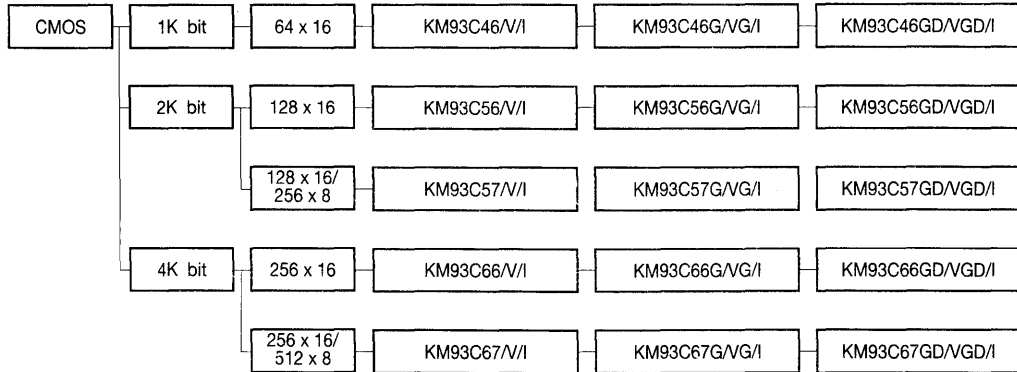 CMOS
1K bit
64 x 16
KM93C46/V/I
KM93C46G/VG/I
KM93C46GD/VGD/I
2K bit
128 x 16
KM93C56/V/I
KM93C56G/VG/I
KM93C56GD/VGD/I
128 x 16/
256 x 8
KM93C57/V/I
KM93C57G/VG/I
KM93C57GD/VGD/I
4K bit
256 x 16
KM93C66/V/I
KM93C66G/VG/I
KM93C66GD/VGD/I
256 x 16/
512 x 8
KM93C67/V/I
KM93C67G/VG/I
KM93C67GD/VGD/I